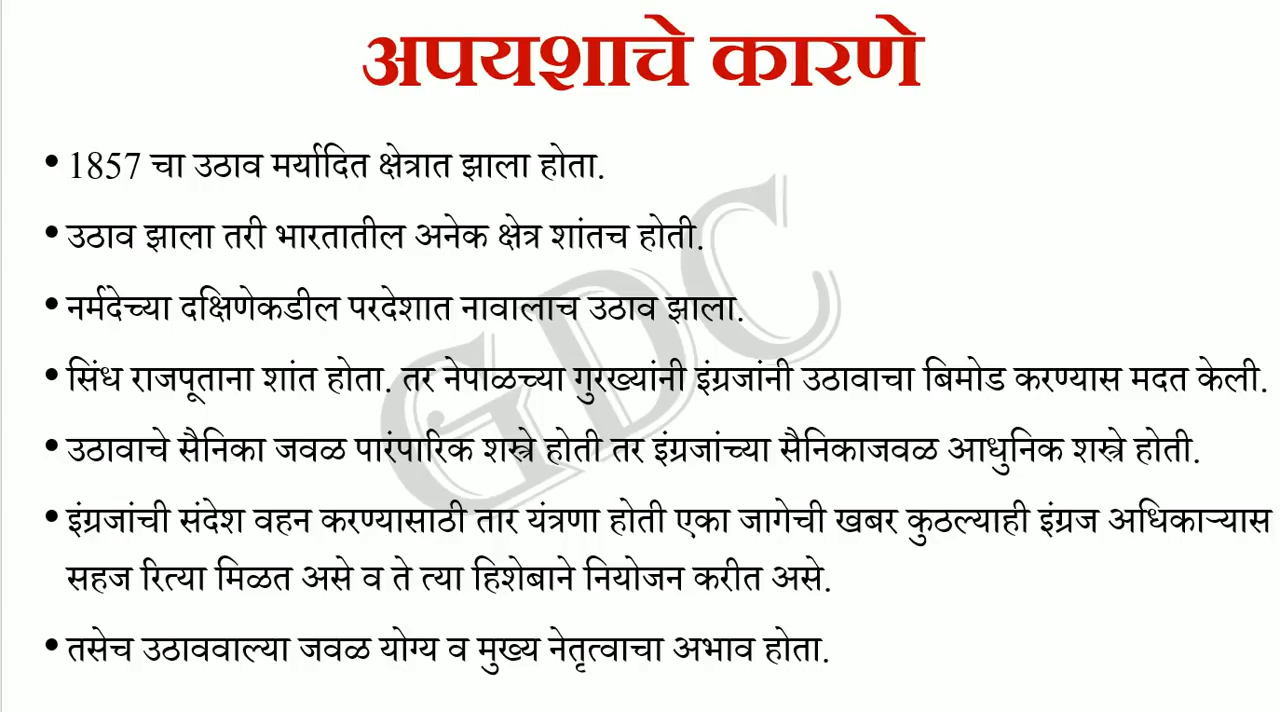 अपयशाचे कारणे
• 1857 चा उठाव मर्यादित क्षेत्रात झाला होता.
• उठाव झाला तरी भारतातील अनेक क्षेत्र शांतच होती.
• नर्मदेच्या दक्षिणेकडील परदेशात नावालाच उठाव झाला.
• सिंध राजपूताना शांत होता. तर नेपाळच्या गुरख्यांनी इंग्रजांनी उठावाचा बिमोड करण्यास मदत केली.
• उठावाचे सैनिका जवळ पारंपारिक शस्त्रे होती तर इंग्रजांच्या सैनिकाजवळ आधुनिक शस्त्रे होती.
• इंग्रजांची संदेश वहन करण्यासाठी तार यंत्रणा होती एका जागेची खबर कुठल्याही इंग्रज अधिकाऱ्यास
सहज रित्या मिळत असे व ते त्या हिशेबाने नियोजन करीत असे.
• तसेच उठाववाल्या जवळ योग्य व मुख्य नेतृत्वाचा अभाव होता.
GDC